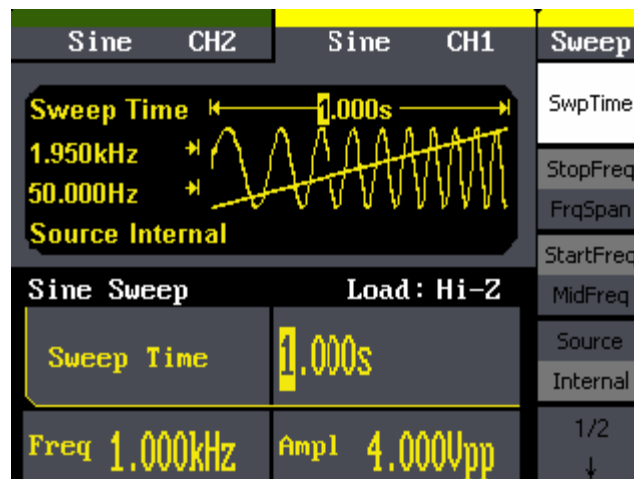 Sine CH2 Sine CH1 Sweep
Sweep Time 1.000s
1.950kHz
50.000Hz
Source Internal
SwpTime
StopFreq
FrqSpan
StartFreq
MidFreq
Source
Internal
1/2
Sine Sweep Load: Hi-Z
Sweep Time 1.000s
Freq 1.000kHz Ampl 4.000Vpp